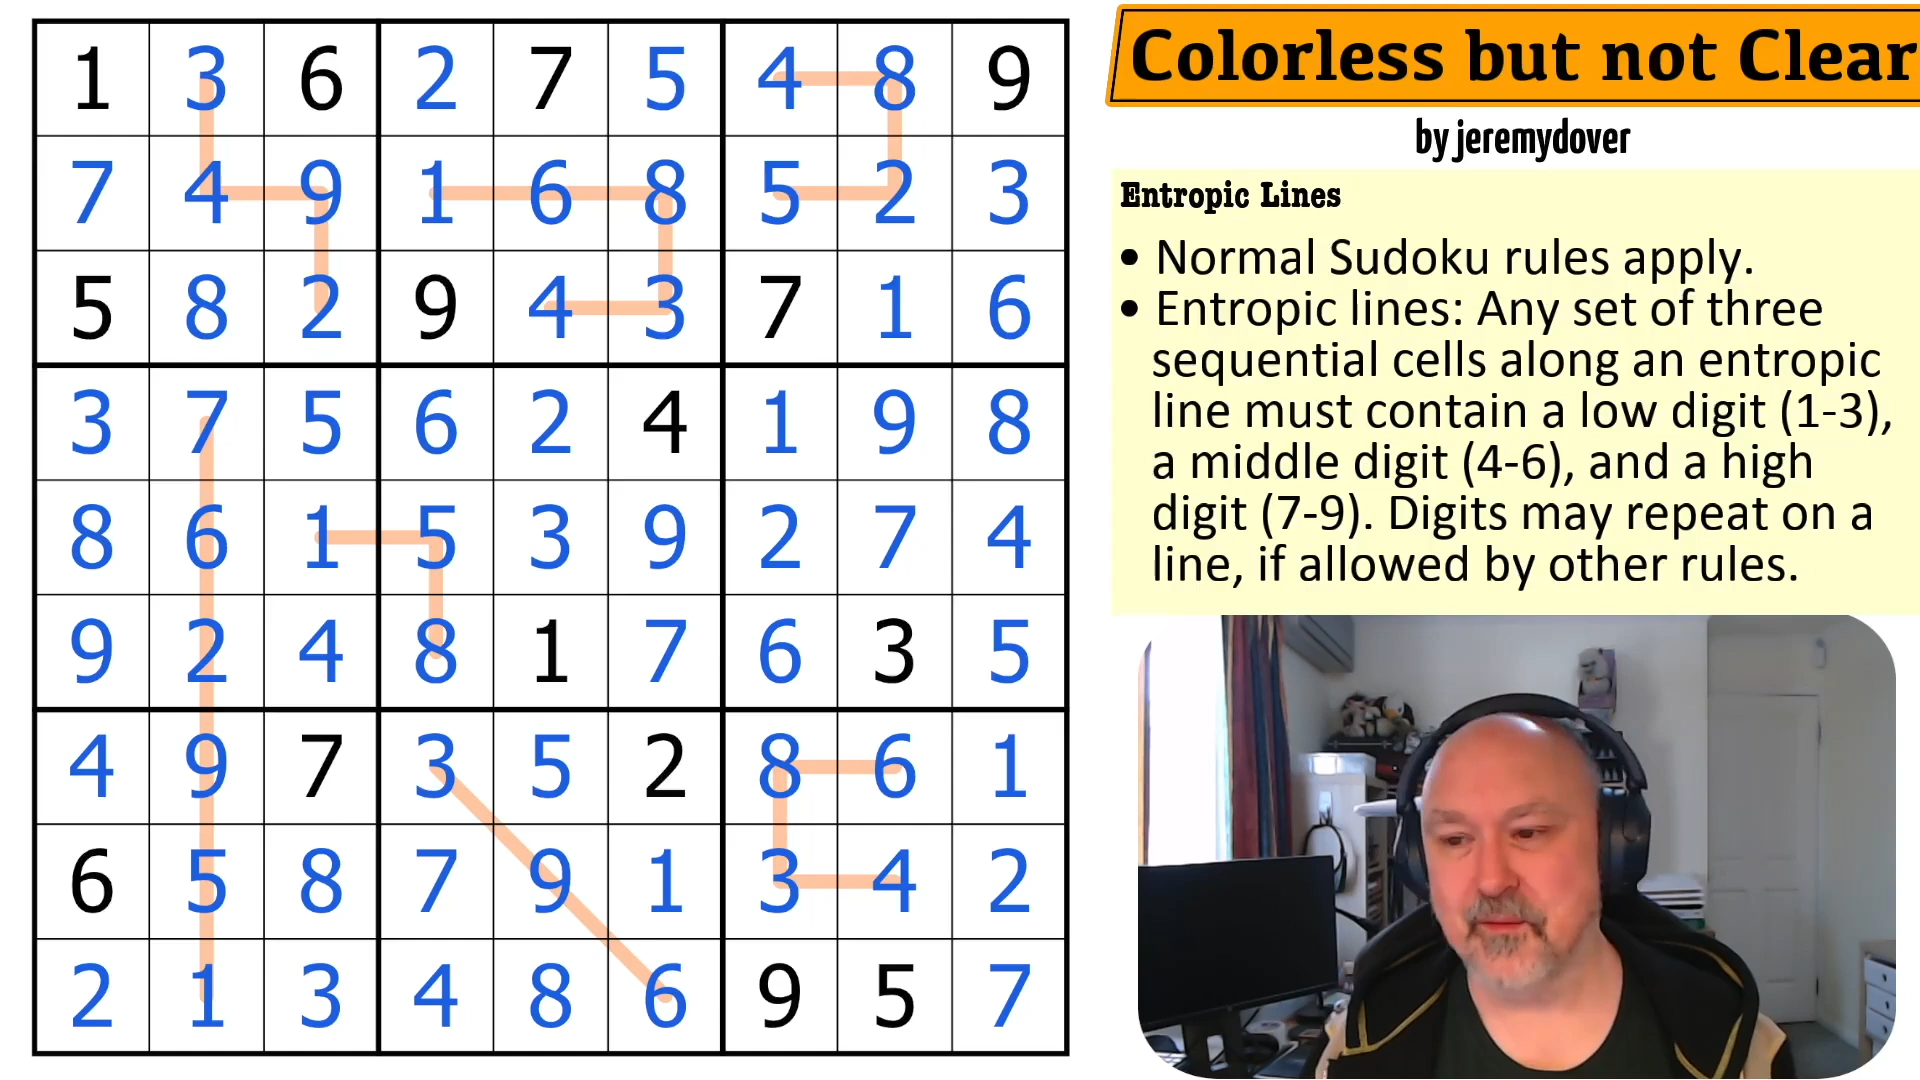 1 3 6 2 7 5 4 8 9
7 4 9 1 6 8 5 2 3
5 8 2 9 4 3 7 1 6
3 7 5 6 2 4 1 9 8
8 6 1 5 3 9 2 7 4
9 2 4 8 1 7 6 3 5
4 9 7 3 5 2 8 6 1
6 5 8 7 9 1 3 4 2
2 1 3 4 8 6 9 5 7
Colorless but not Clear
by jeremydover
Entropic Lines
• Normal Sudoku rules apply.
• Entropic lines: Any set of three
sequential cells along an entropic
line must contain a low digit (1-3),
a middle digit (4-6), and a high
digit (7-9). Digits may repeat on a
line, if allowed by other rules.